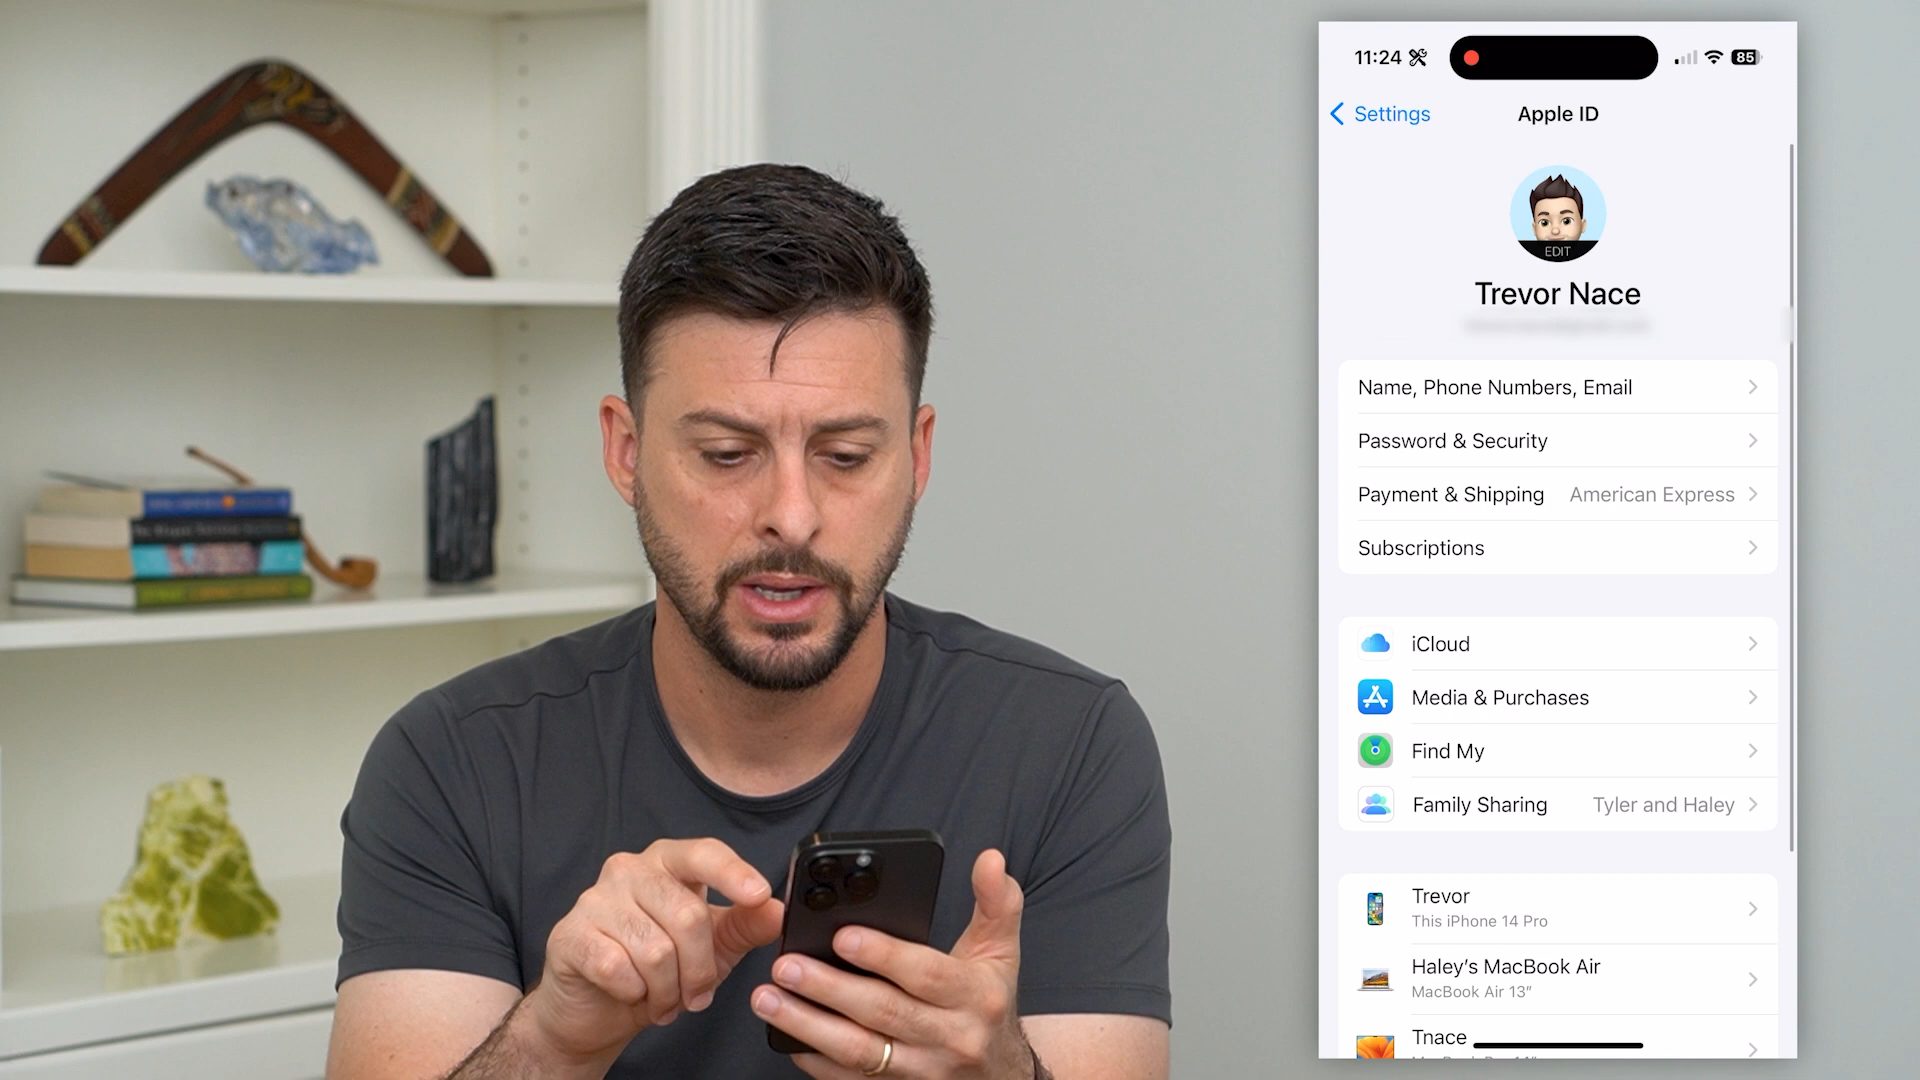 11:24
85
Settings
Apple ID
EDIT
Trevor Nace
Name, Phone Numbers, Email
Password & Security
Payment & Shipping American Express
Subscriptions
iCloud
Media & Purchases
Find My
Family Sharing Tyler and Haley
Trevor
This iPhone 14 Pro
Haley's MacBook Air
MacBook Air 13"
Tnace